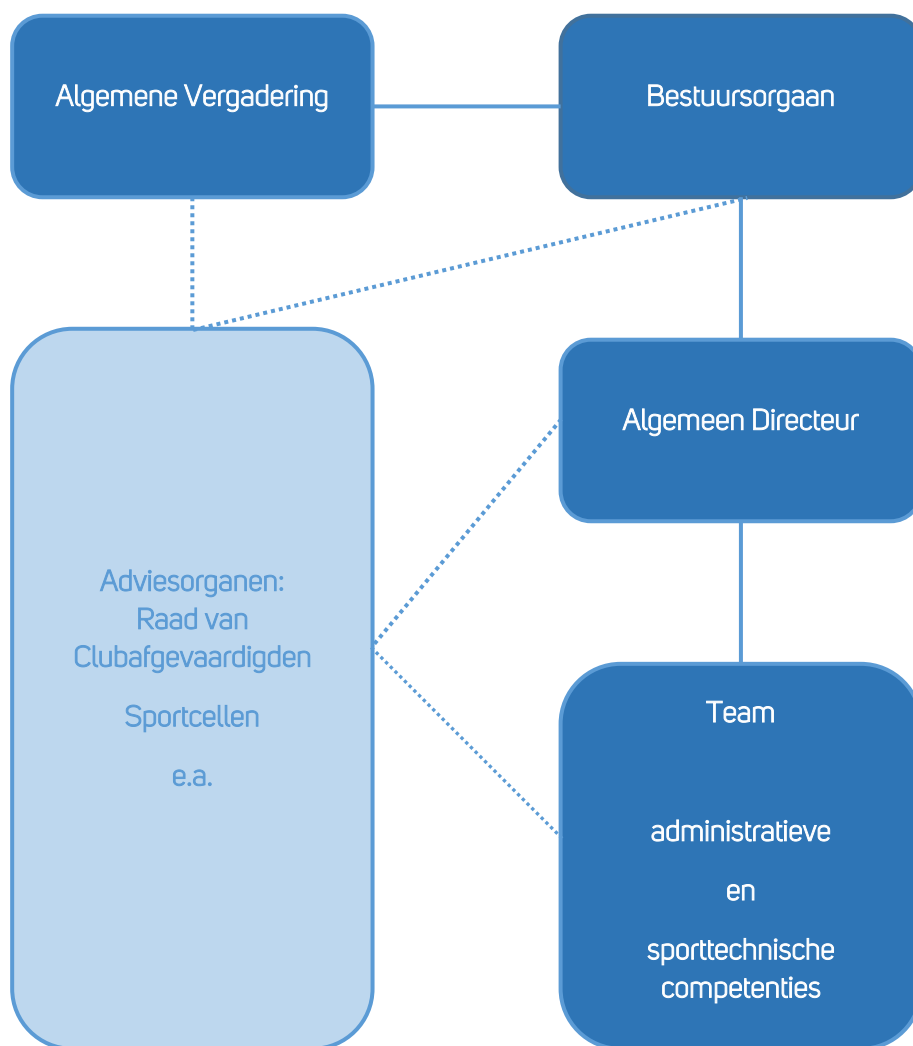 Algemene Vergadering
Bestuursorgaan
Algemeen Directeur
Adviesorganen:
Raad van
Clubafgevaardigden
Sportcellen
e.a.
Team
administratieve
en
sporttechnische
competenties